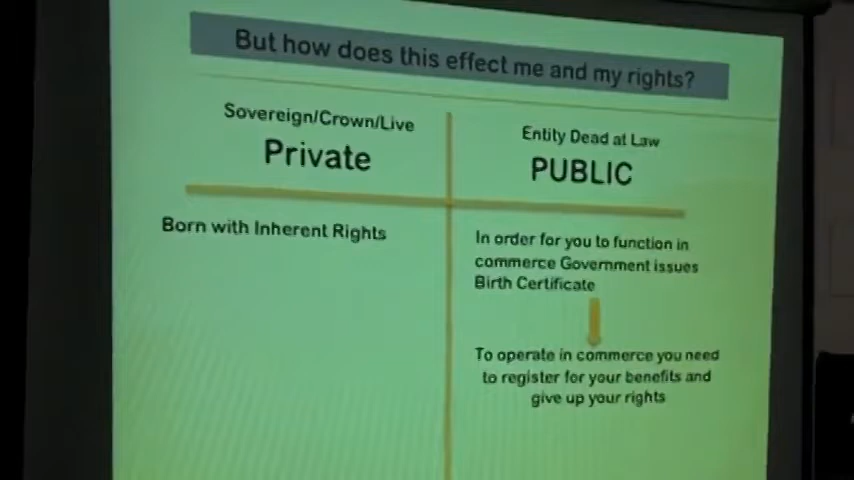 But how does this effect me and my rights?
Sovereign/Crown/Live
Private
Entity Dead at Law
PUBLIC
Born with Inherent Rights
In order for you to function in
commerce Government issues
Birth Certificate
To operate in commerce you need
to register for your benefits and
give up your rights